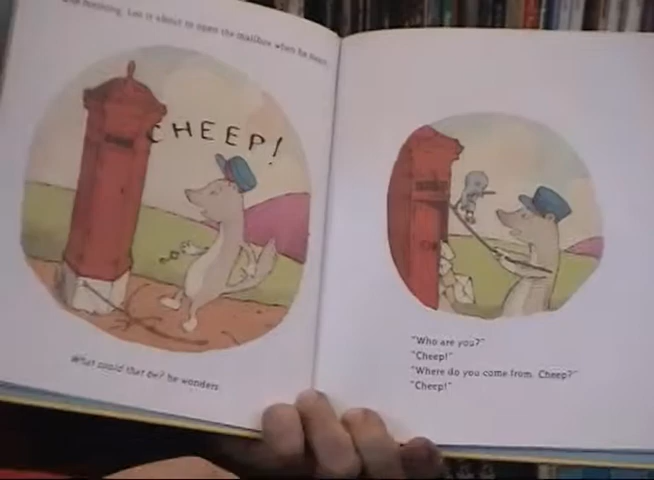 morning. Leo is about to open the mailbox when he hears
CHEEP!
What could that be? he wonders
"Who are you?"
"Cheep!"
"Where do you come from, Cheep?"
"Cheep!"